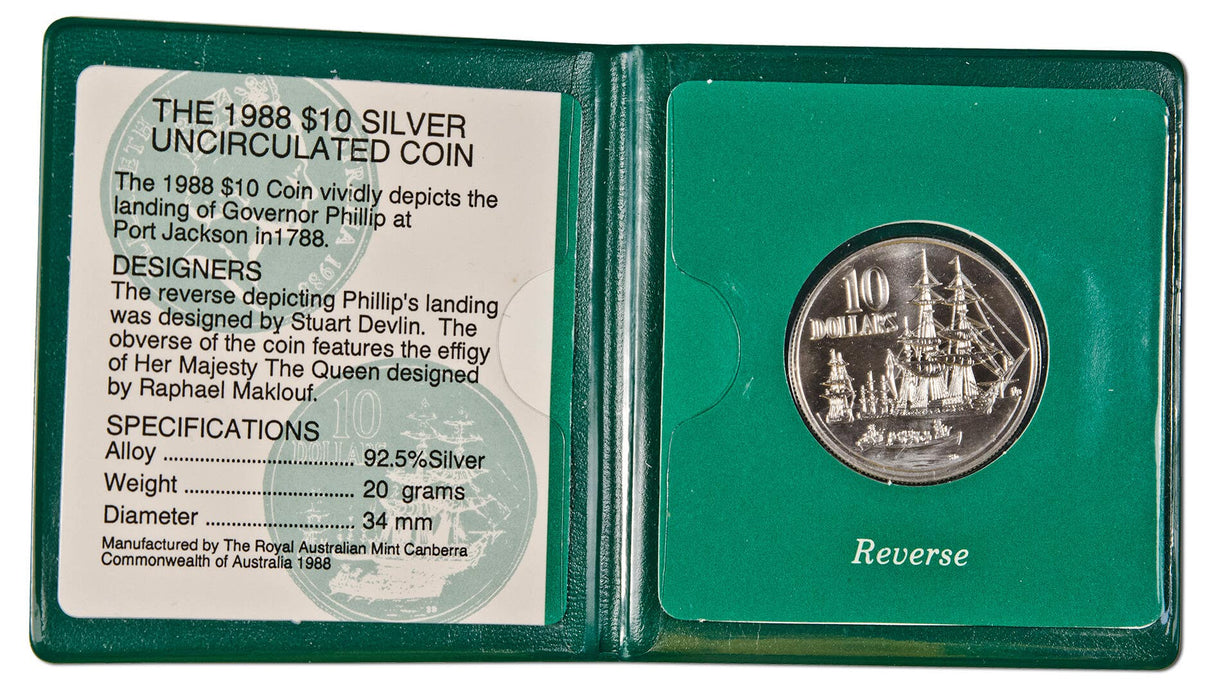 THE 1988 $10 SILVER
UNCIRCULATED COIN
The 1988 $10 Coin vividly depicts the
landing of Governor Phillip at
Port Jackson in1788.
DESIGNERS
The reverse depicting Phillip's landing
was designed by Stuart Devlin. The
obverse of the coin features the effigy
of Her Majesty The Queen designed
by Raphael Maklouf.
SPECIFICATIONS
Alloy .................................. 92.5%Silver
Weight ............................... 20 grams
Diameter ........................... 34 mm
Manufactured by The Royal Australian Mint Canberra
Commonwealth of Australia 1988
10
DOLLARS
10
DOLLARS
Reverse